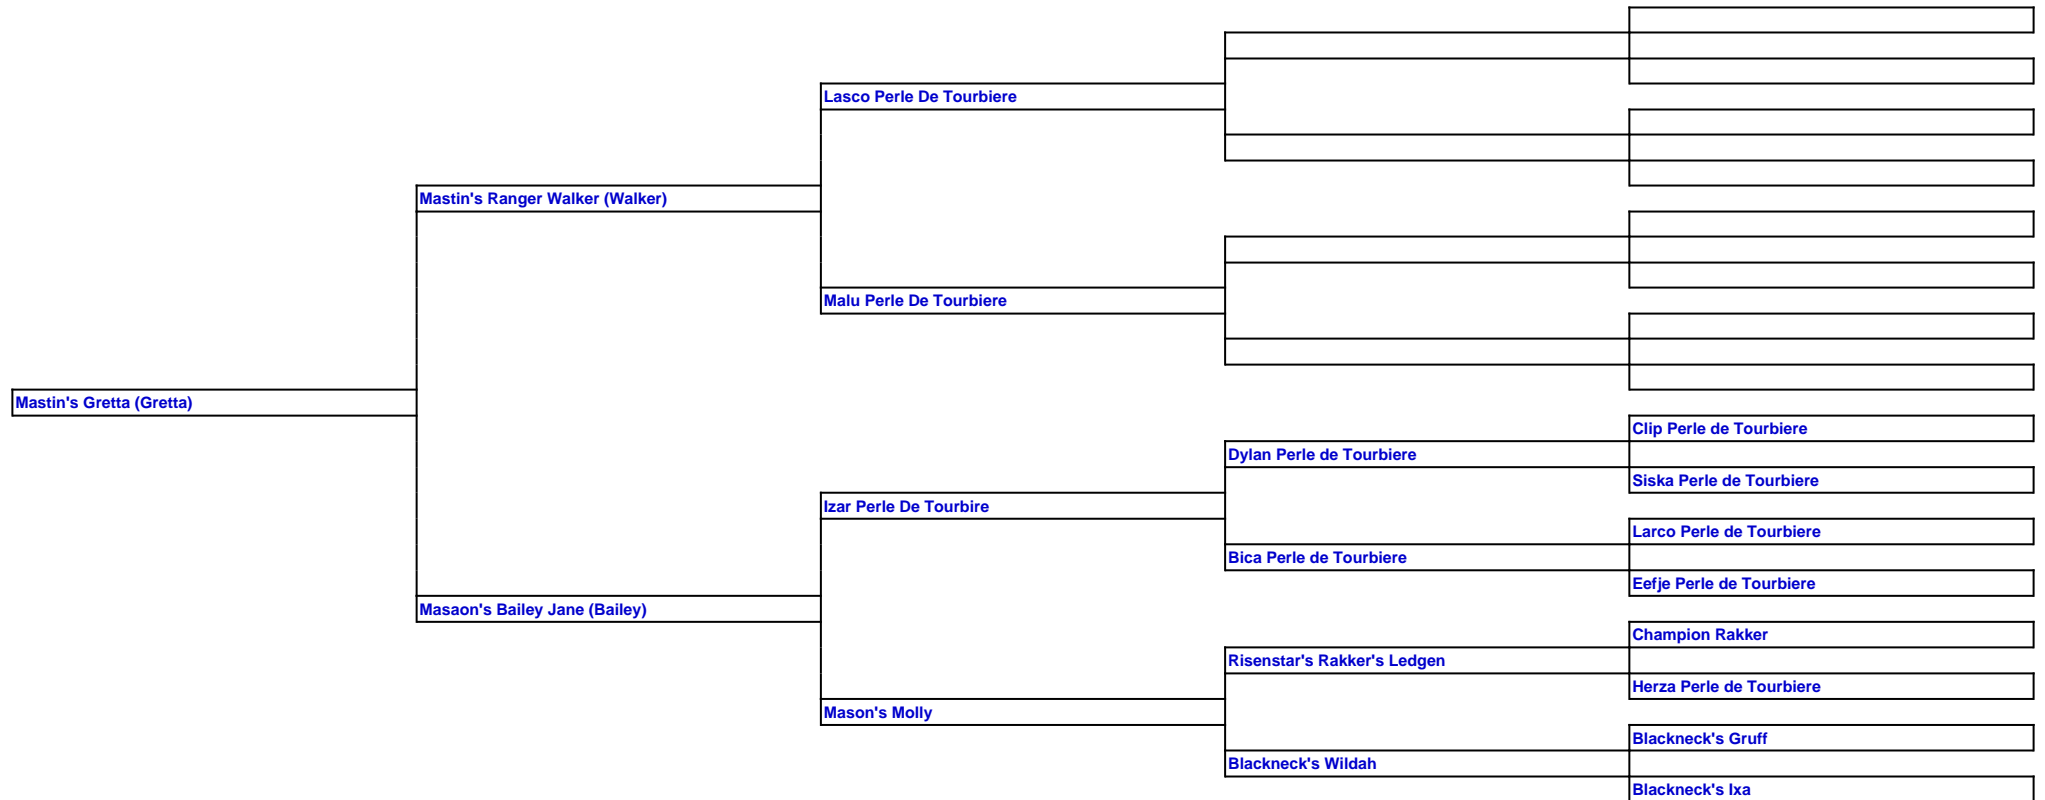 Lasco Perle De Tourbiere
Mastin's Ranger Walker (Walker)
Malu Perle De Tourbiere
Mastin's Gretta (Gretta)
Clip Perle de Tourbiere
Dylan Perle de Tourbiere
Siska Perle de Tourbiere
Izar Perle De Tourbire
Larco Perle de Tourbiere
Bica Perle de Tourbiere
Eefje Perle de Tourbiere
Masaon's Bailey Jane (Bailey)
Champion Rakker
Risenstar's Rakker's Ledgen
Herza Perle de Tourbiere
Mason's Molly
Blackneck's Gruff
Blackneck's Wildah
Blackneck's Ixa